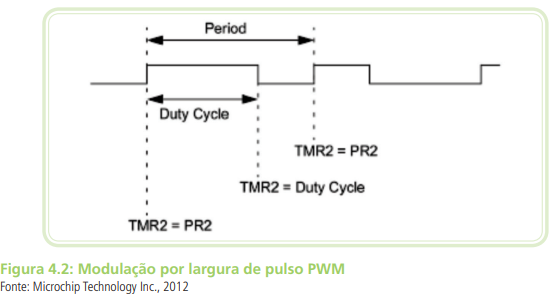 Period
Duty Cycle
TMR2 = PR2
TMR2 = Duty Cycle
TMR2 = PR2
Figura 4.2: Modulação por largura de pulso PWM
Fonte: Microchip Technology Inc., 2012